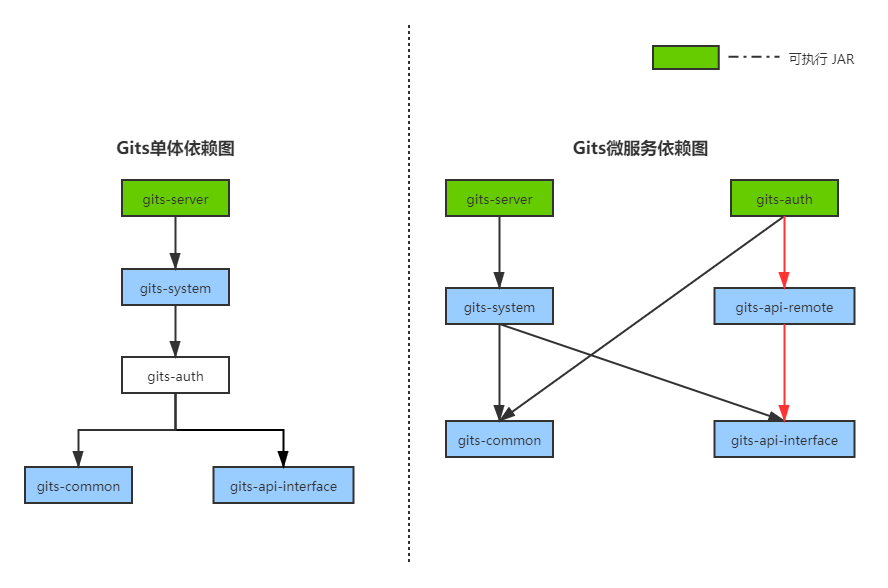 可执行 JAR
Gits单体依赖图
gits-server
gits-system
gits-auth
gits-common
gits-api-interface
Gits微服务依赖图
gits-server
gits-auth
gits-system
gits-api-remote
gits-common
gits-api-interface